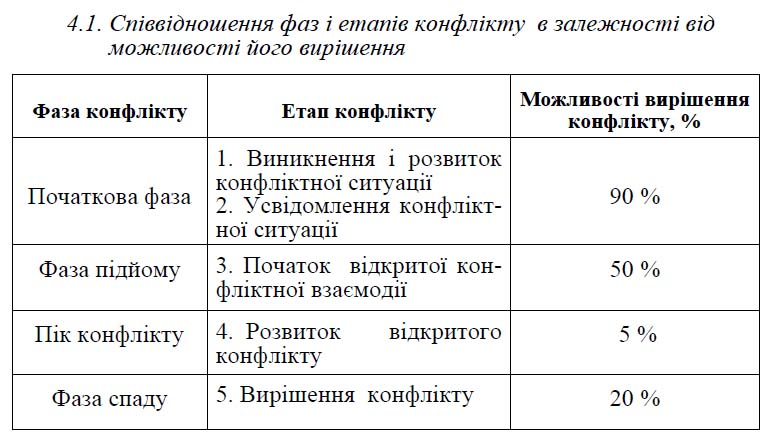 4.1. Співвідношення фаз і етапів конфлікту в залежності від
можливості його вирішення
Фаза конфлікту
Етап конфлікту
Можливості вирішення
конфлікту, %
Початкова фаза
1. Виникнення і розвиток
конфліктної ситуації
2. Усвідомлення конфлікт-
ної ситуації
90 %
Фаза підйому
3. Початок відкритої кон-
фліктної взаємодії
50 %
Пік конфлікту
4. Розвиток відкритого
конфлікту
5 %
Фаза спаду
5. Вирішення конфлікту
20 %